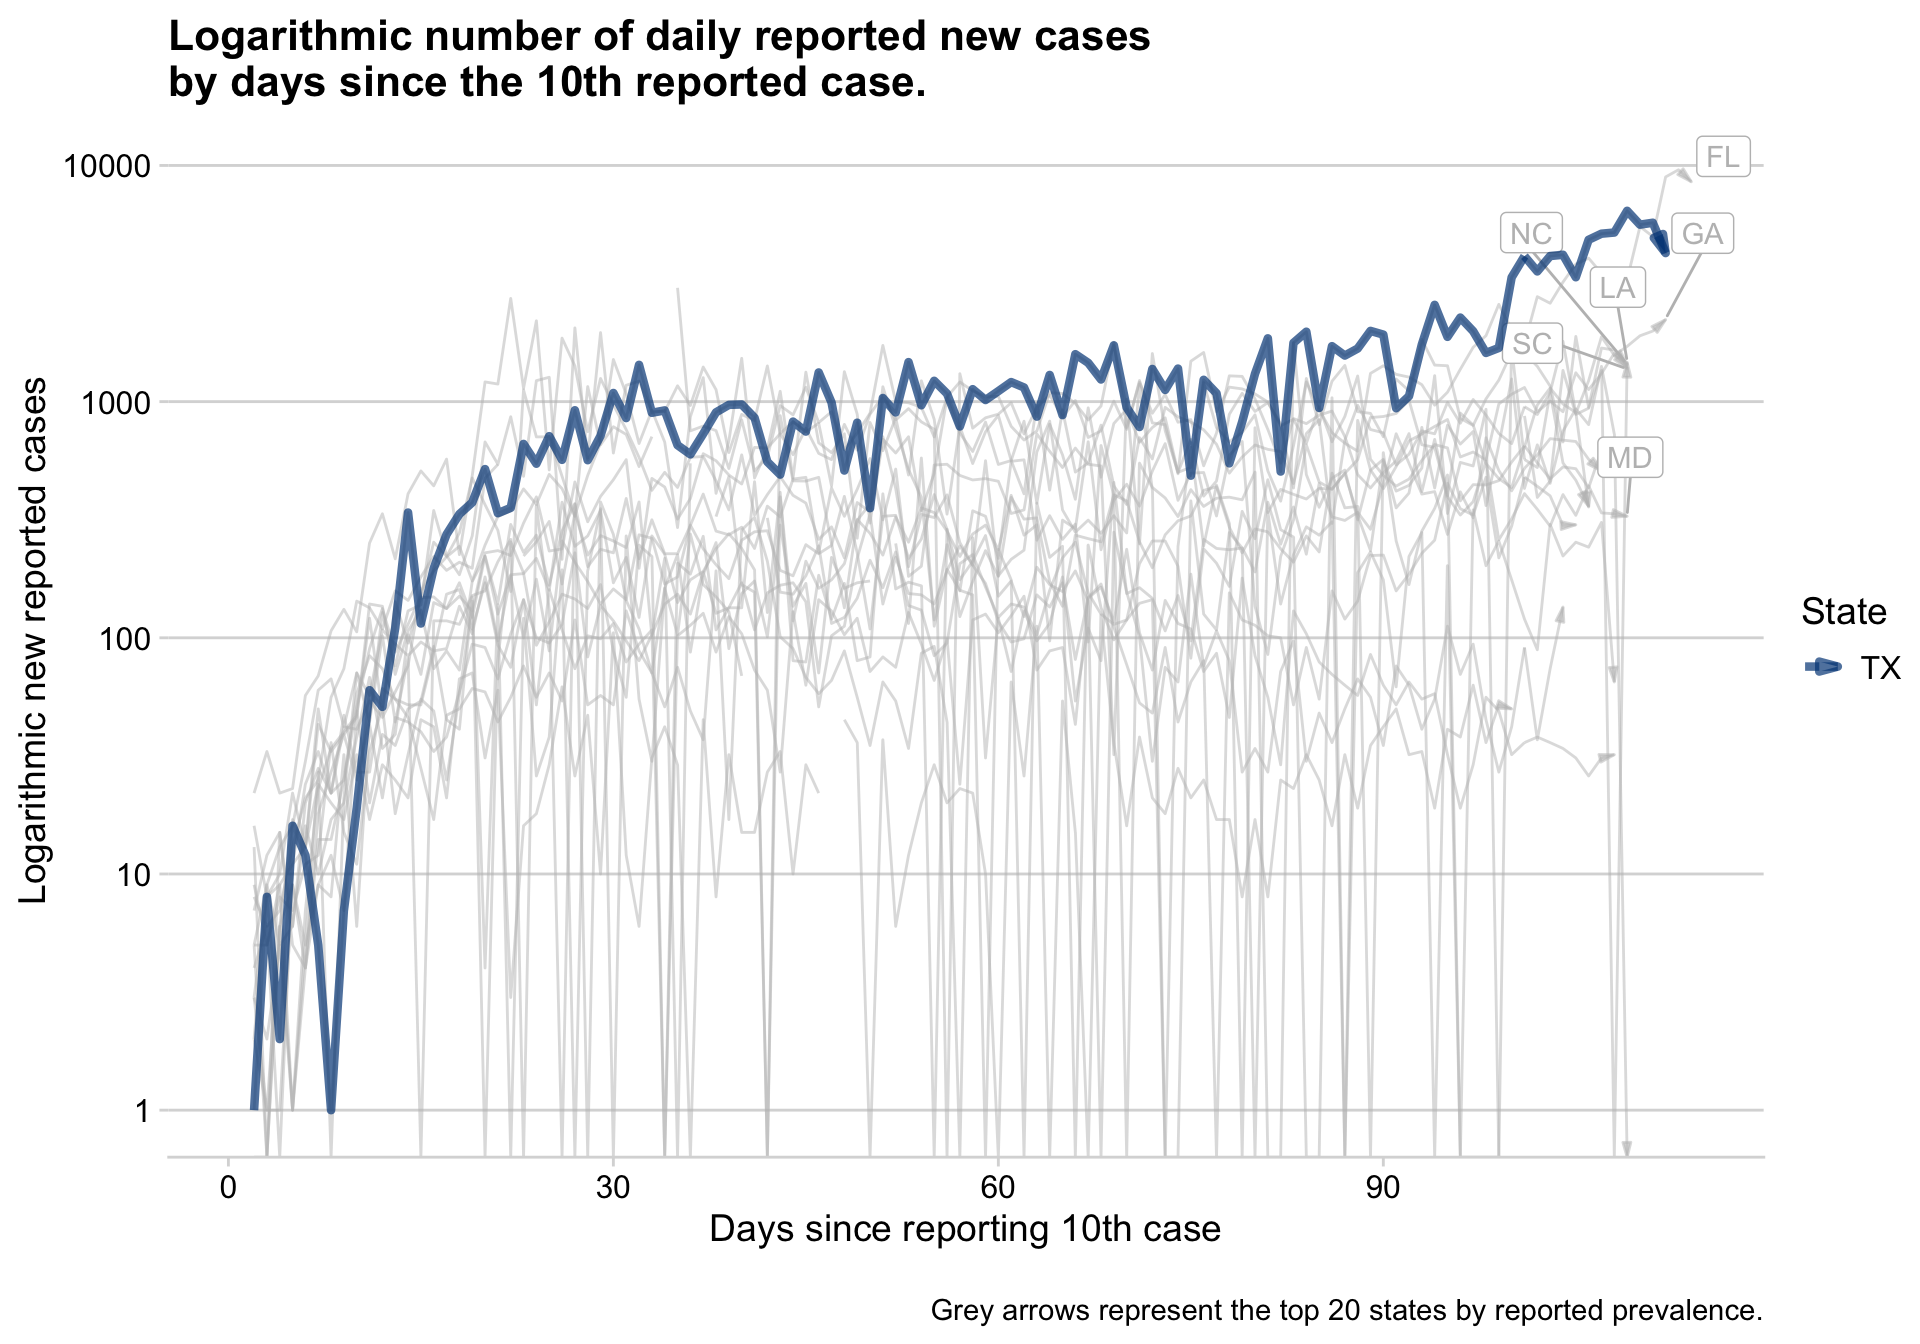 Logarithmic number of daily reported new cases
by days since the 10th reported case.
Logarithmic new reported cases
10000
1000
100
10
1
FL
NC
GA
LA
SC
MD
State
TX
0
30
60
90
Days since reporting 10th case
Grey arrows represent the top 20 states by reported prevalence.